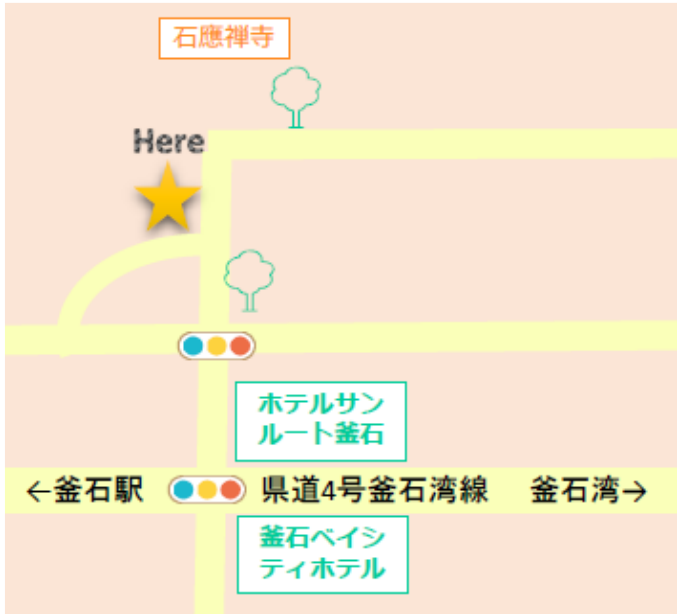 石應禅寺
Here
ホテルサン
ルート釜石
←釜石駅
県道4号釜石湾線
釜石湾→
釜石ベイシ
ティホテル